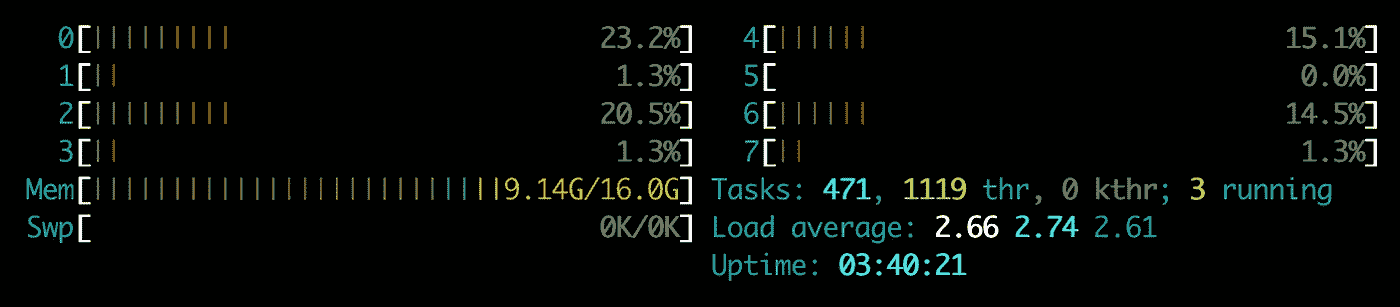 0[||||||||| 23.2%] 4[|||||| 15.1%]
1[|| 1.3%] 5[ 0.0%]
2[||||||||| 20.5%] 6[|||||| 14.5%]
3[|| 1.3%] 7[|| 1.3%]
Mem[||||||||||||||||||||||||||9.14G/16.0G] Tasks: 471, 1119 thr, 0 kthr; 3 running
Swp[ 0K/0K] Load average: 2.66 2.74 2.61
Uptime: 03:40:21